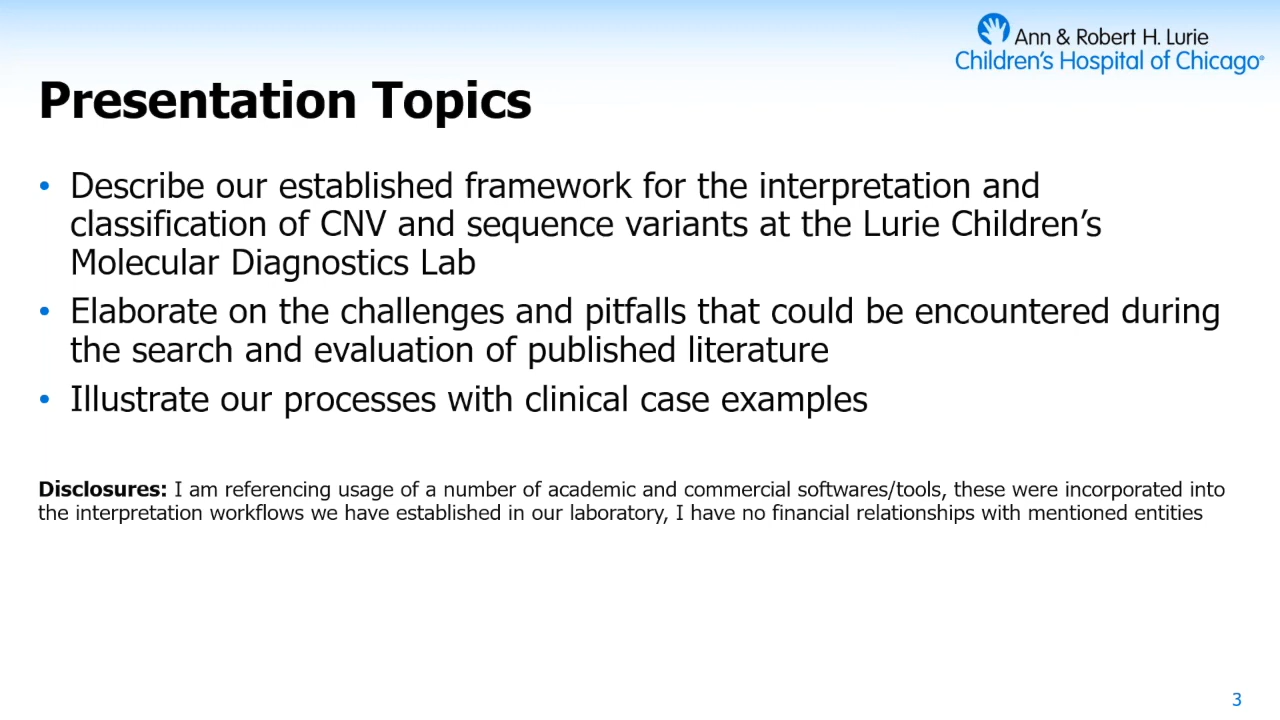 Ann & Robert H. Lurie
Children's Hospital of Chicago®
Presentation Topics
• Describe our established framework for the interpretation and
classification of CNV and sequence variants at the Lurie Children’s
Molecular Diagnostics Lab
• Elaborate on the challenges and pitfalls that could be encountered during
the search and evaluation of published literature
• Illustrate our processes with clinical case examples
Disclosures: I am referencing usage of a number of academic and commercial softwares/tools, these were incorporated into
the interpretation workflows we have established in our laboratory, I have no financial relationships with mentioned entities
3